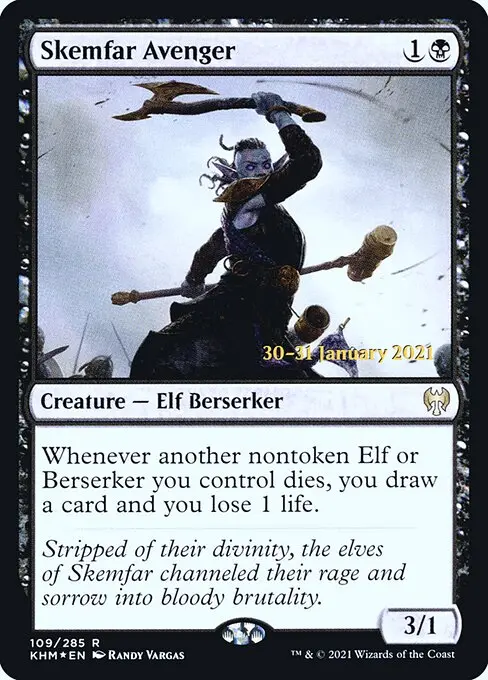 Skemfar Avenger 1
30–31 January 2021
Creature — Elf Berserker
Whenever another nontoken Elf or
Berserker you control dies, you draw
a card and you lose 1 life.
Stripped of their divinity, the elves
of Skemfar channeled their rage and
sorrow into bloody brutality.
3/1
109/285 R
KHM★EN RANDY VARGAS
™ & © 2021 Wizards of the Coast